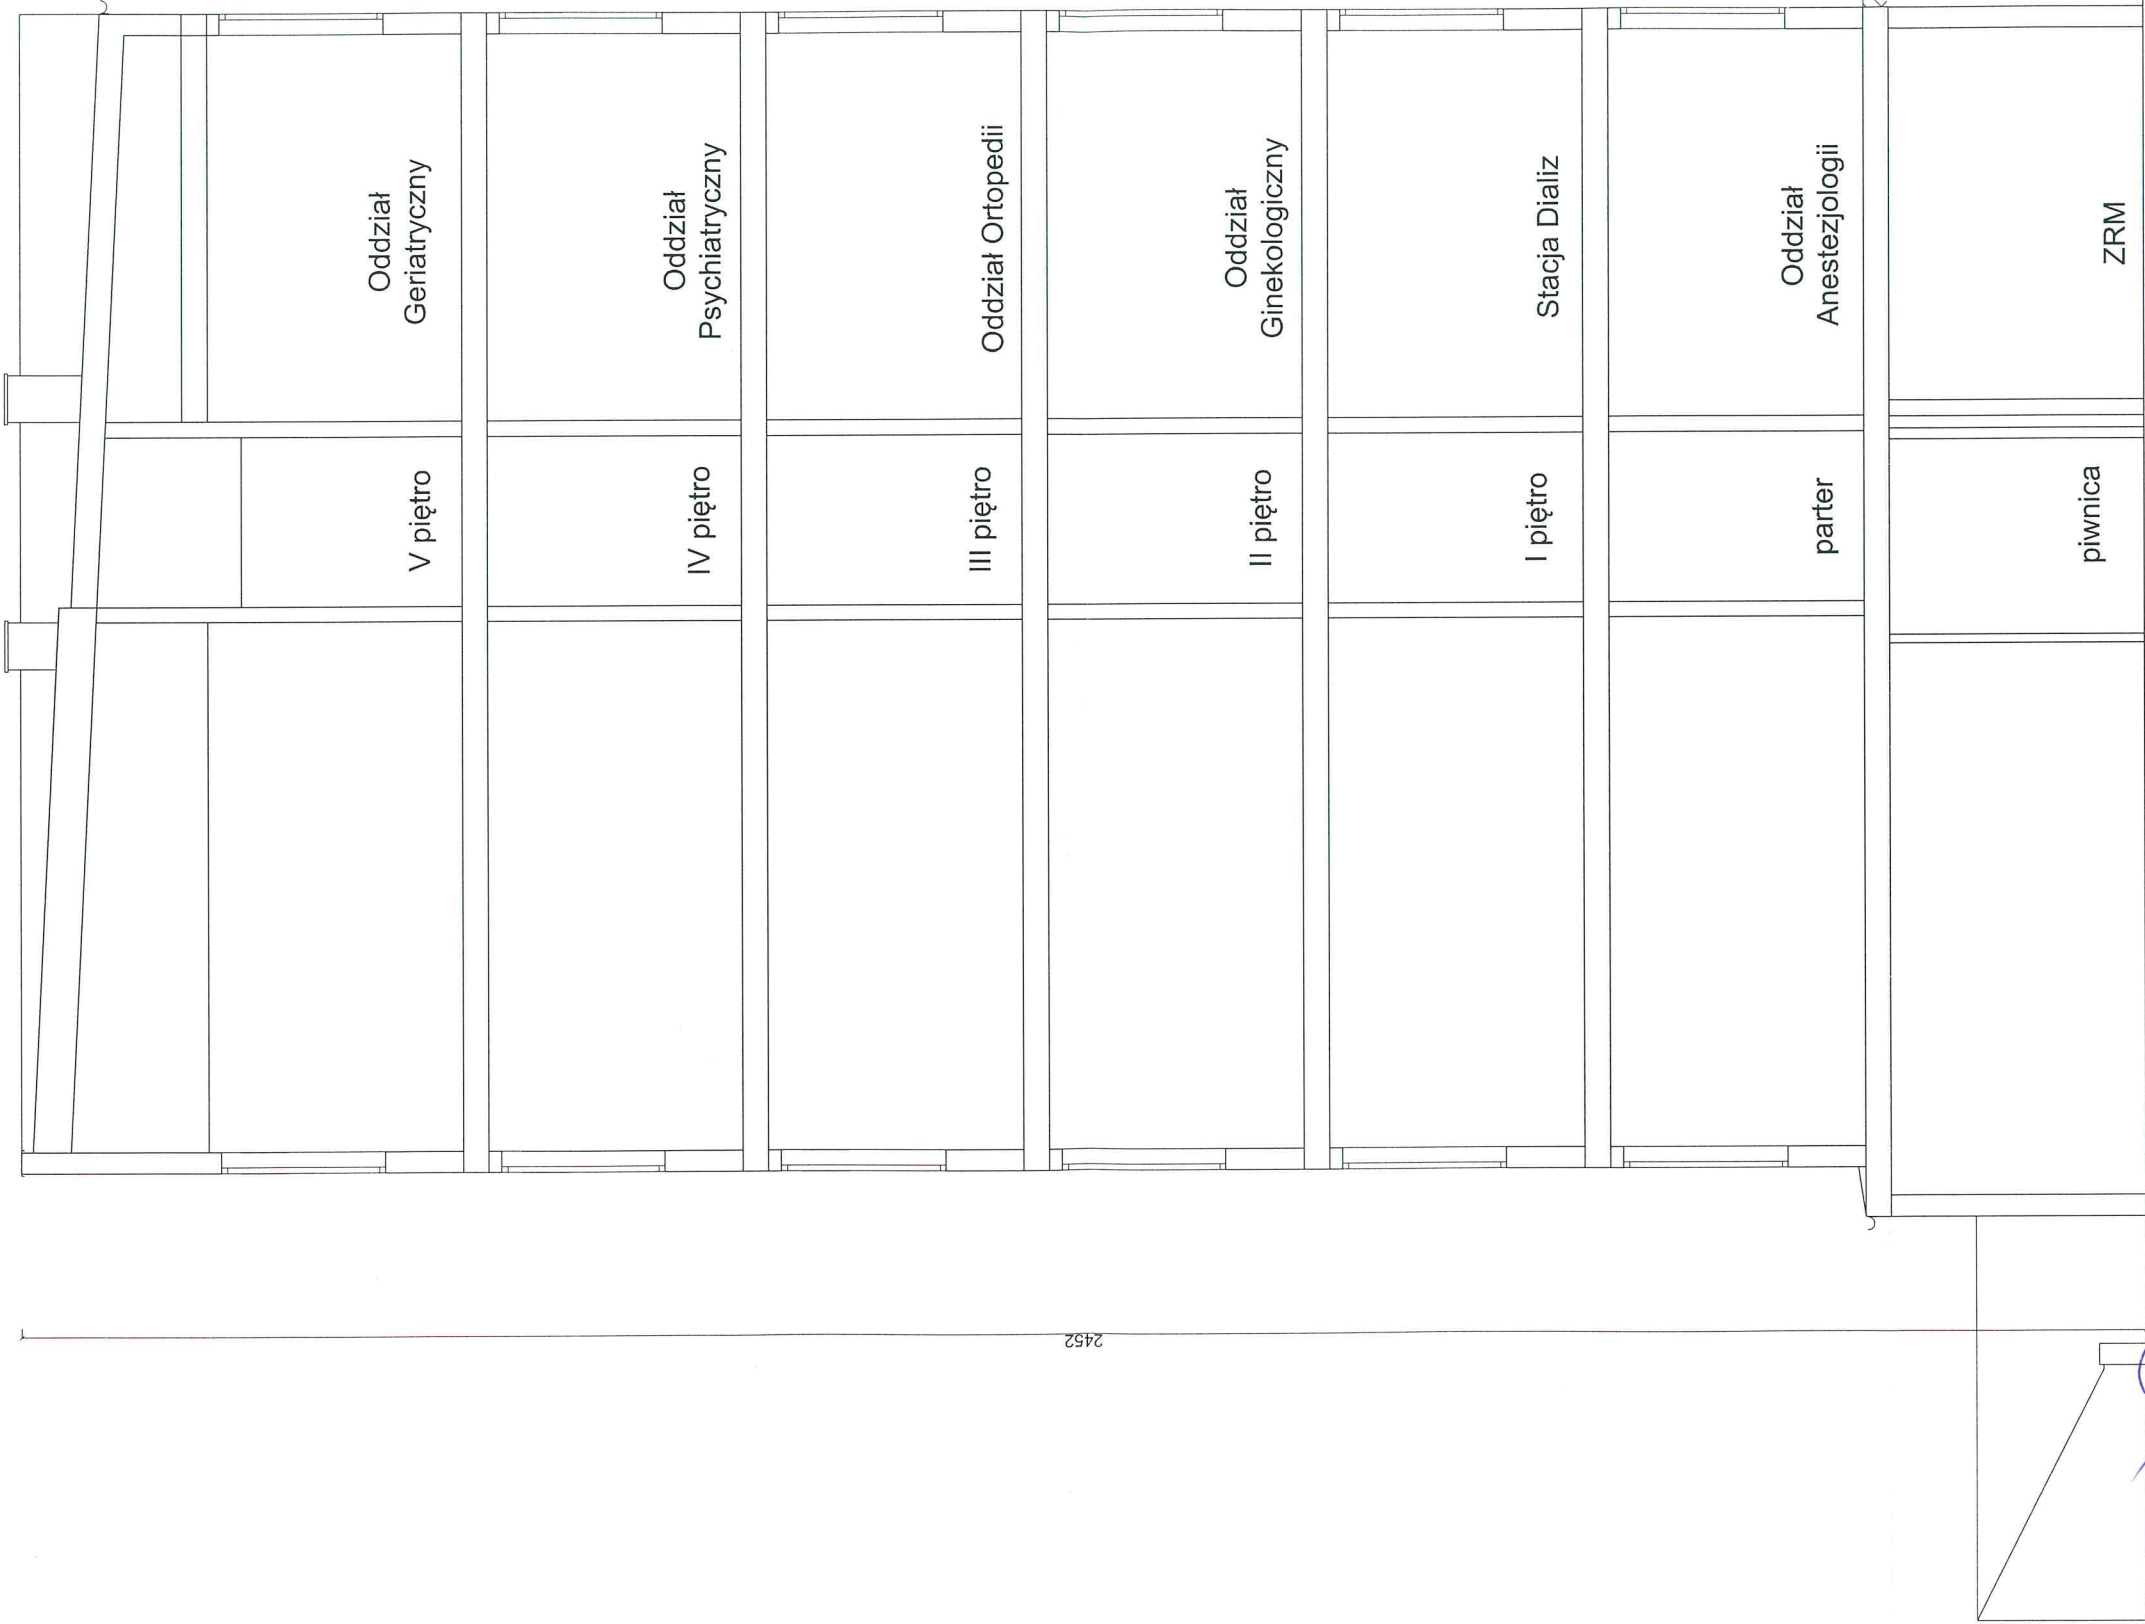 Oddział
Geriatryczny
V piętro
Oddział
Psychiatryczny
IV piętro
Oddział Ortopedii
III piętro
Oddział
Ginekologiczny
II piętro
Stacja Dializ
I piętro
Oddział
Anestezjologii
parter
ZRM
piwnica
2452